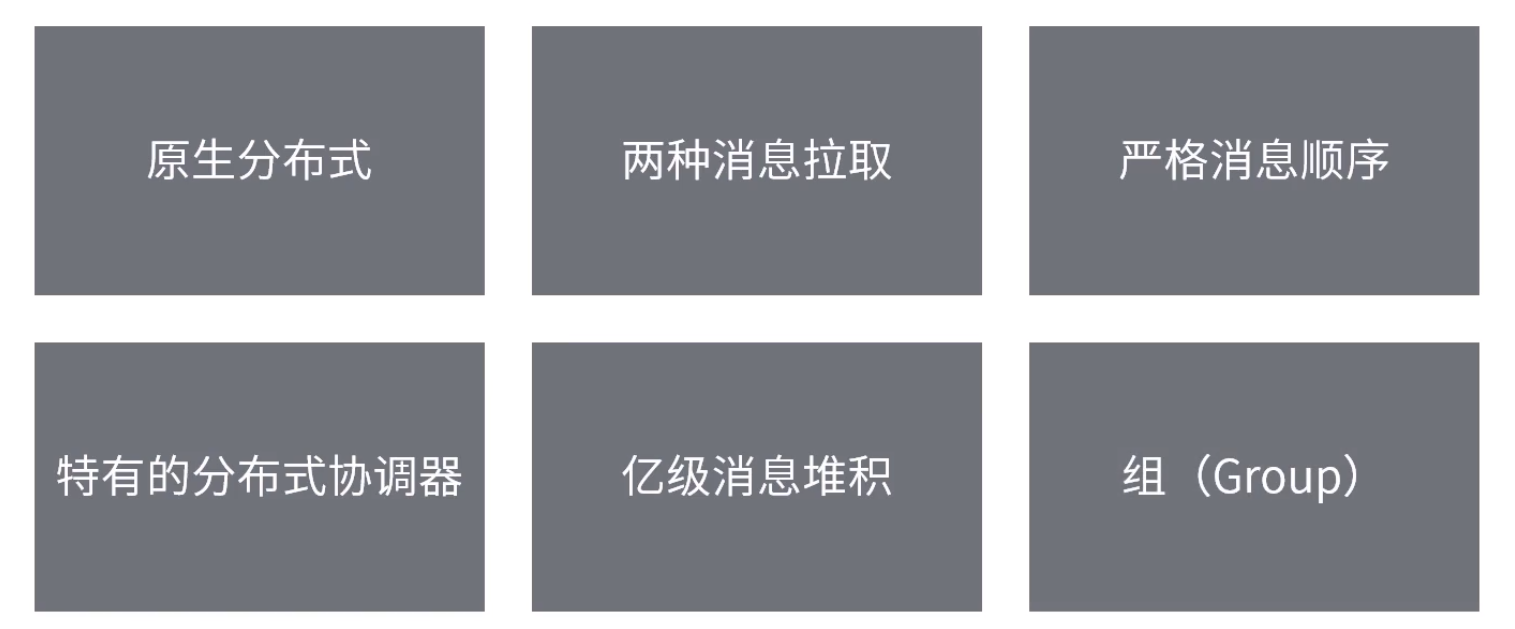 原生分布式
两种消息拉取
严格消息顺序
特有的分布式协调器
亿级消息堆积
组（Group）